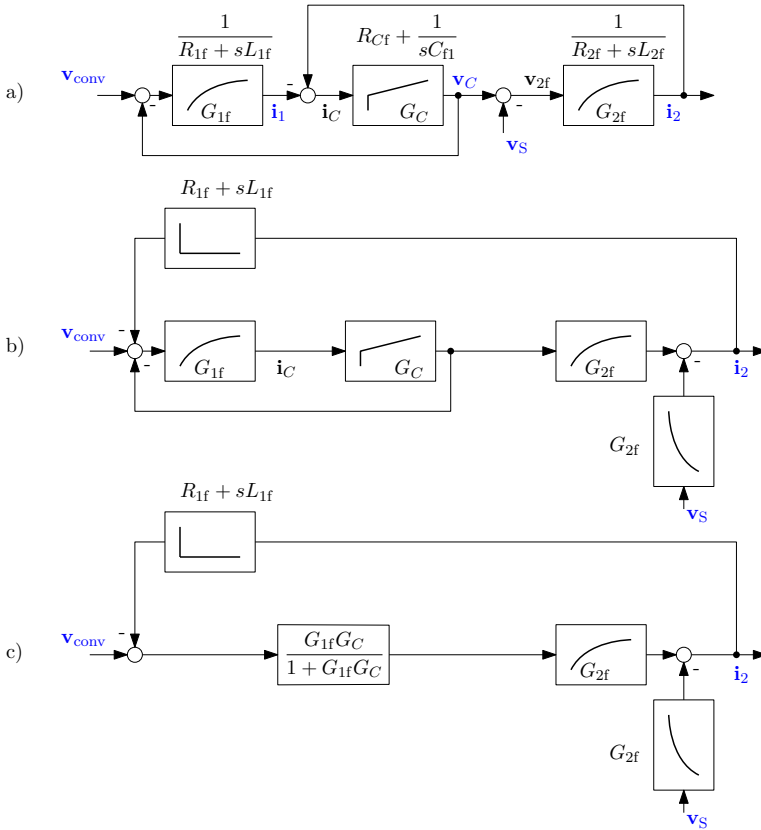 a)
1 / (R1f + sL1f)
RCf + 1 / (sCf1)
1 / (R2f + sL2f)
vconv
-
G1f
i1
-
iC
GC
vC
-
v2f
G2f
i2
vS
b)
R1f + sL1f
vconv
-
-
G1f
iC
GC
G2f
-
i2
G2f
vS
c)
R1f + sL1f
vconv
-
G1fGC / (1 + G1fGC)
G2f
-
i2
G2f
vS